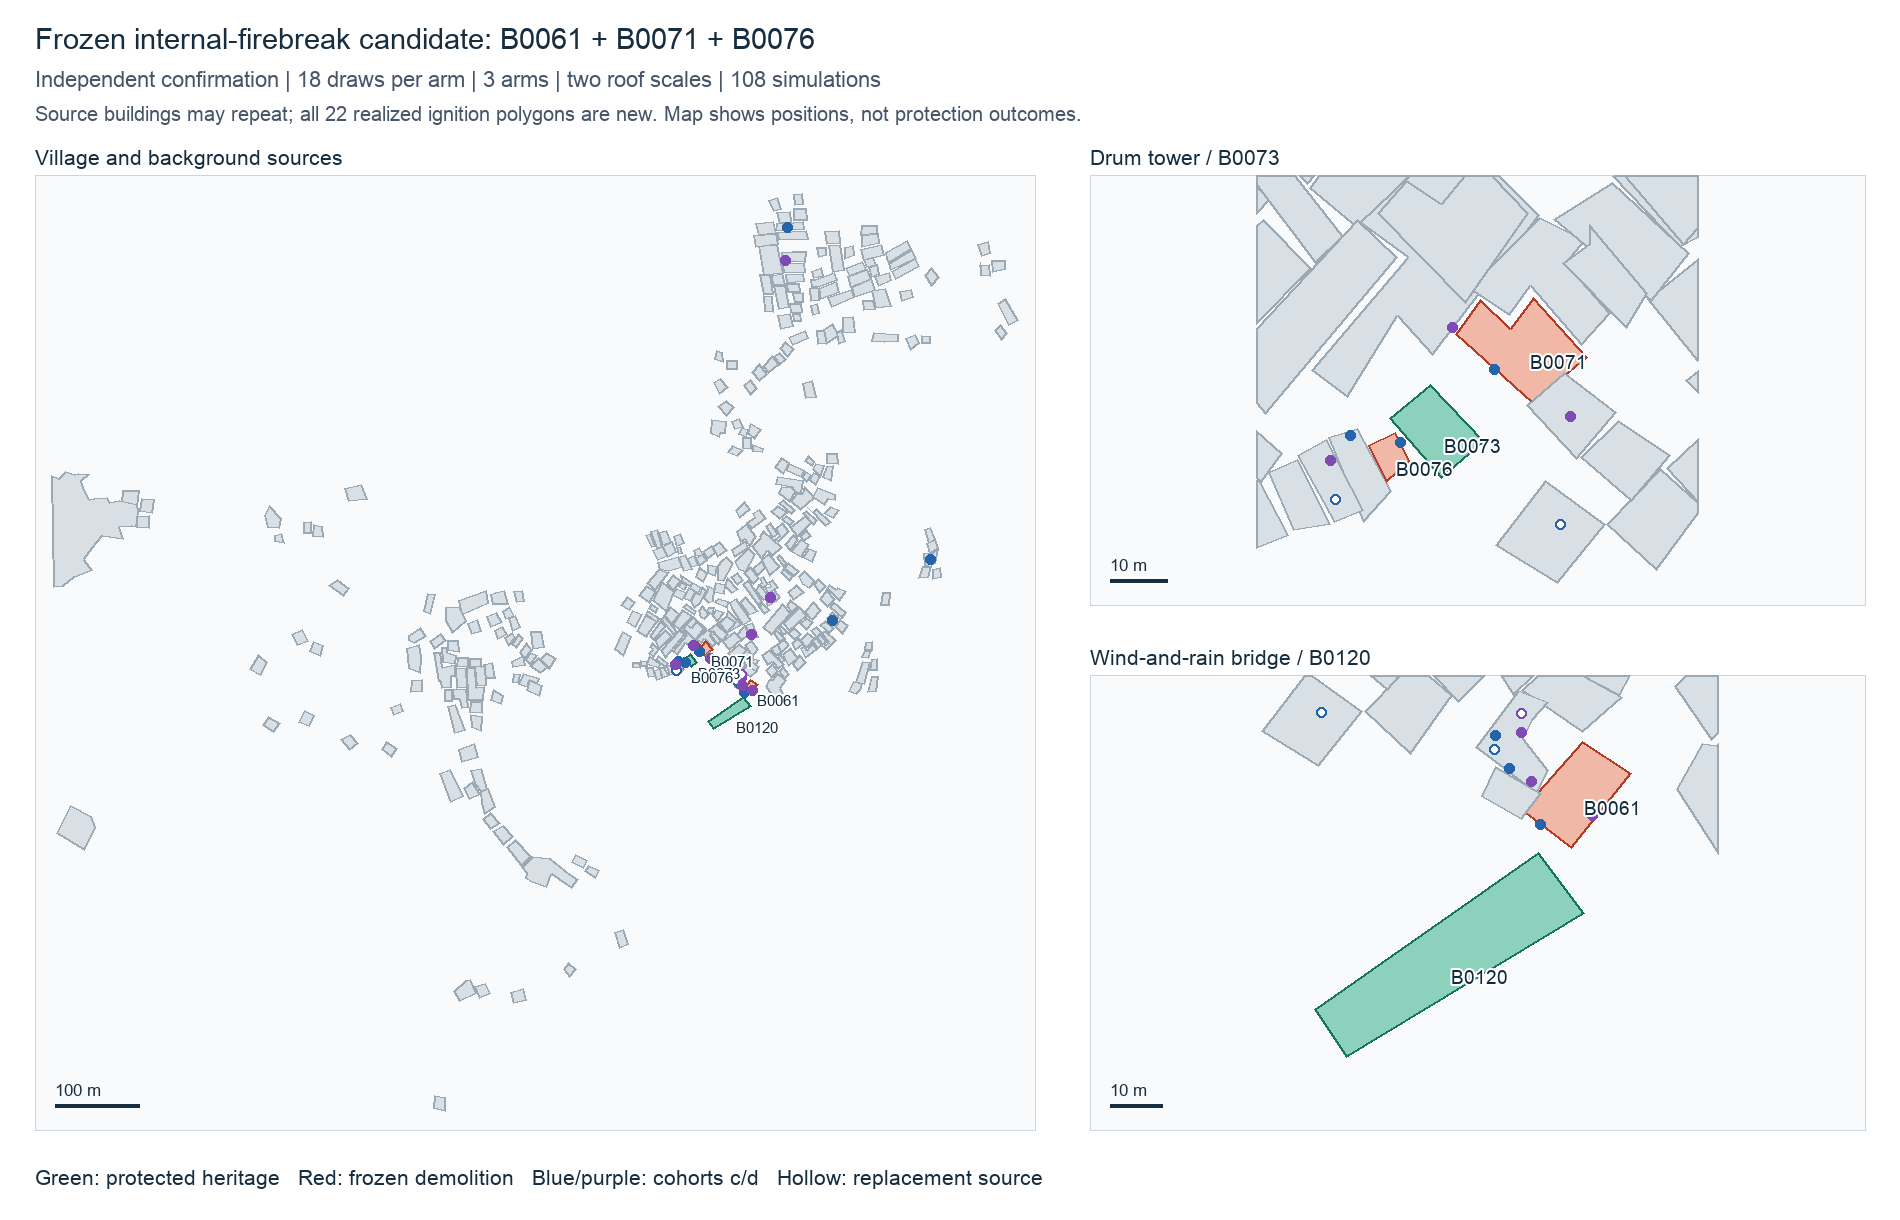 Frozen internal-firebreak candidate: B0061 + B0071 + B0076
Independent confirmation | 18 draws per arm | 3 arms | two roof scales | 108 simulations
Source buildings may repeat; all 22 realized ignition polygons are new. Map shows positions, not protection outcomes.
Village and background sources
B0071
B0076
B0061
B0120
100 m
Drum tower / B0073
B0071
B0073
B0076
10 m
Wind-and-rain bridge / B0120
B0061
B0120
10 m
Green: protected heritage   Red: frozen demolition   Blue/purple: cohorts c/d   Hollow: replacement source